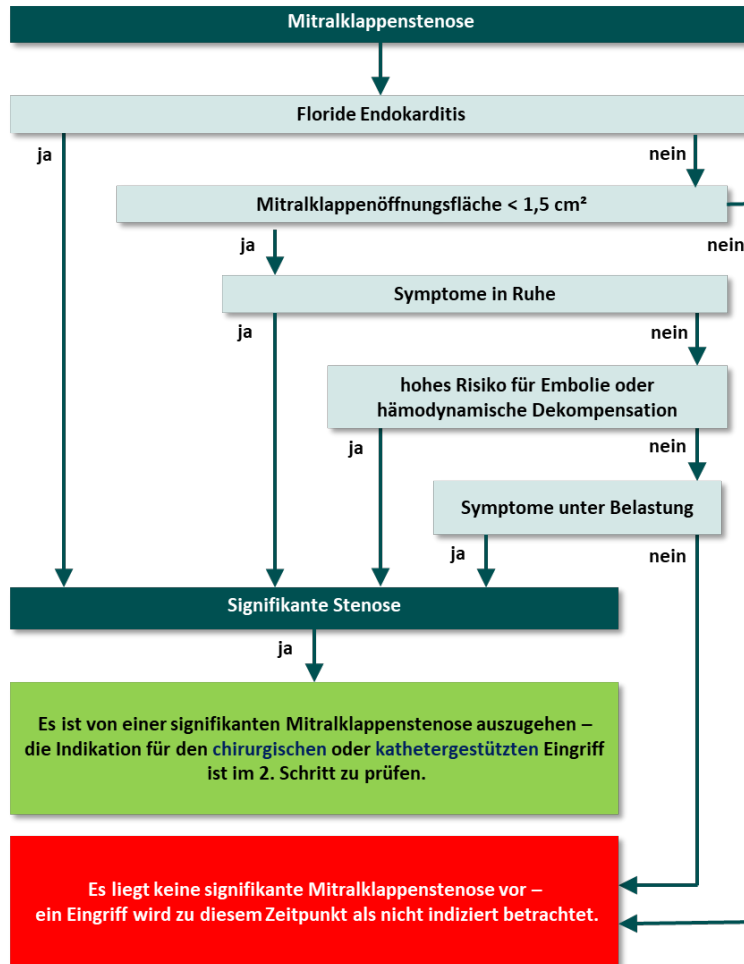 Mitralklappenstenose
Floride Endokarditis
ja
nein
Mitralklappenöffnungsfläche < 1,5 cm²
ja
nein
Symptome in Ruhe
ja
nein
hohes Risiko für Embolie oder
hämodynamische Dekompensation
ja
nein
Symptome unter Belastung
ja
nein
Signifikante Stenose
ja
Es ist von einer signifikanten Mitralklappenstenose auszugehen –
die Indikation für den chirurgischen oder kathetergestützten Eingriff
ist im 2. Schritt zu prüfen.
Es liegt keine signifikante Mitralklappenstenose vor –
ein Eingriff wird zu diesem Zeitpunkt als nicht indiziert betrachtet.